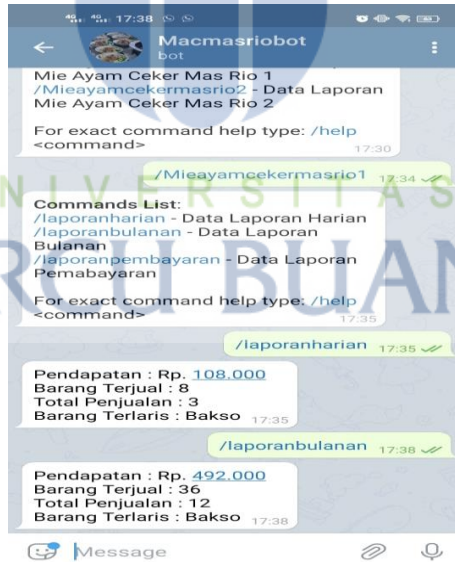 17:38
Macmasriobot
bot
Mie Ayam Ceker Mas Rio 1
/Mieayamcekermasrio2 - Data Laporan
Mie Ayam Ceker Mas Rio 2
For exact command help type: /help
<command> 17:30
/Mieayamcekermasrio1 17:34
Commands List:
/laporanharian - Data Laporan Harian
/laporanbulanan - Data Laporan
Bulanan
/laporanpembayaran - Data Laporan
Pemabayaran
For exact command help type: /help
<command> 17:35
/laporanharian 17:35
Pendapatan : Rp. 108.000
Barang Terjual : 8
Total Penjualan : 3
Barang Terlaris : Bakso 17:35
/laporanbulanan 17:38
Pendapatan : Rp. 492.000
Barang Terjual : 36
Total Penjualan : 12
Barang Terlaris : Bakso 17:38
Message